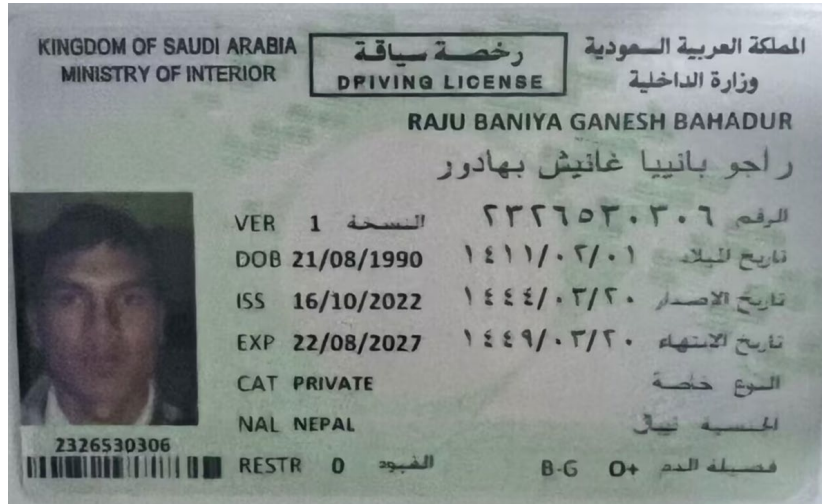 KINGDOM OF SAUDI ARABIA
MINISTRY OF INTERIOR
رخصة سياقة
DRIVING LICENSE
المملكة العربية السعودية
وزارة الداخلية
RAJU BANIYA GANESH BAHADUR
راجو بانييا غانيش بهادور
VER 1 النسخة الرقم ٢٣٢٦٥٣٠٣٠٦
DOB 21/08/1990 تاريخ الميلاد ١٤١١/٠٢/٠١
ISS 16/10/2022 تاريخ الإصدار ١٤٤٤/٠٣/٢٠
EXP 22/08/2027 تاريخ الانتهاء ١٤٤٩/٠٣/٢٠
CAT PRIVATE النوع خاصة
NAL NEPAL الجنسية نيبال
2326530306
RESTR 0 القيود B-G O+ فصيلة الدم